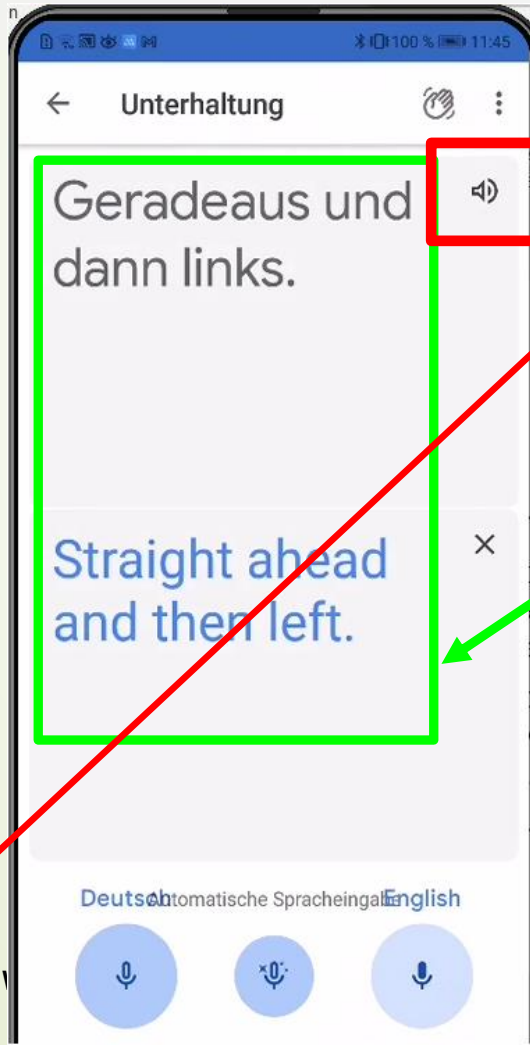 n
100 % 11:45
Unterhaltung
Geradeaus und
dann links.
Straight ahead
and then left.
Deutsch Automatische Spracheingabe English